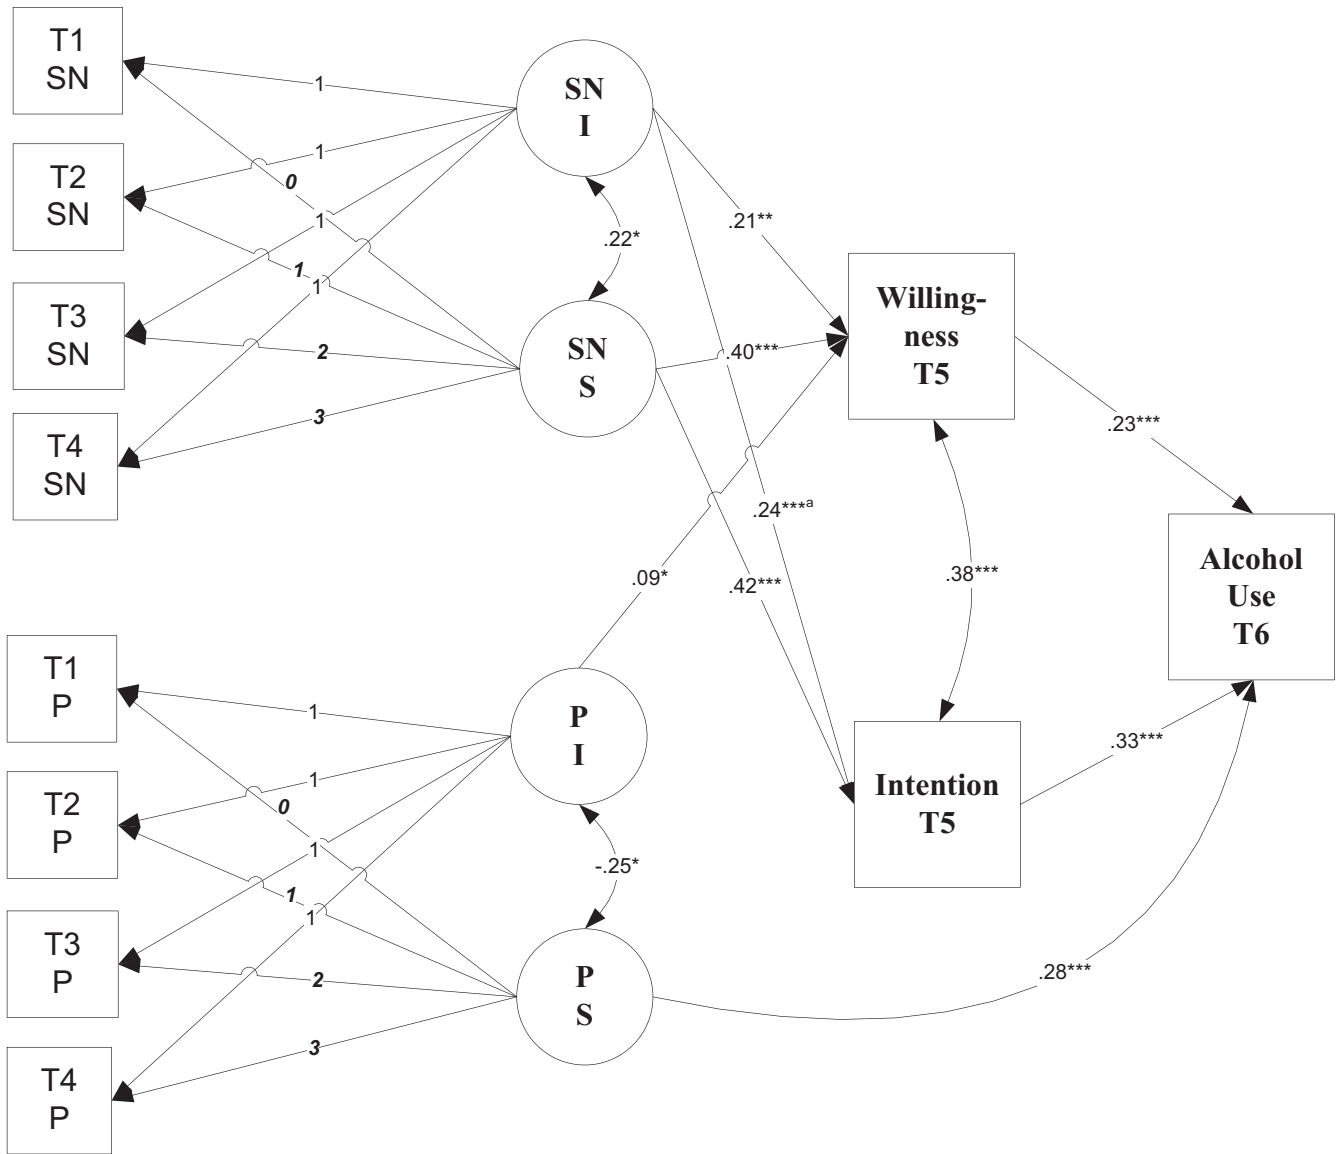 T1
SN
T2
SN
T3
SN
T4
SN
1
1
0
1
1
1
2
3
SN
I
.22*
SN
S
.21**
.40***
.24***a
.42***
.09*
Willing-
ness
T5
.38***
Intention
T5
.23***
.33***
.28***
Alcohol
Use
T6
T1
P
T2
P
T3
P
T4
P
1
1
0
1
1
1
2
3
P
I
-.25*
P
S